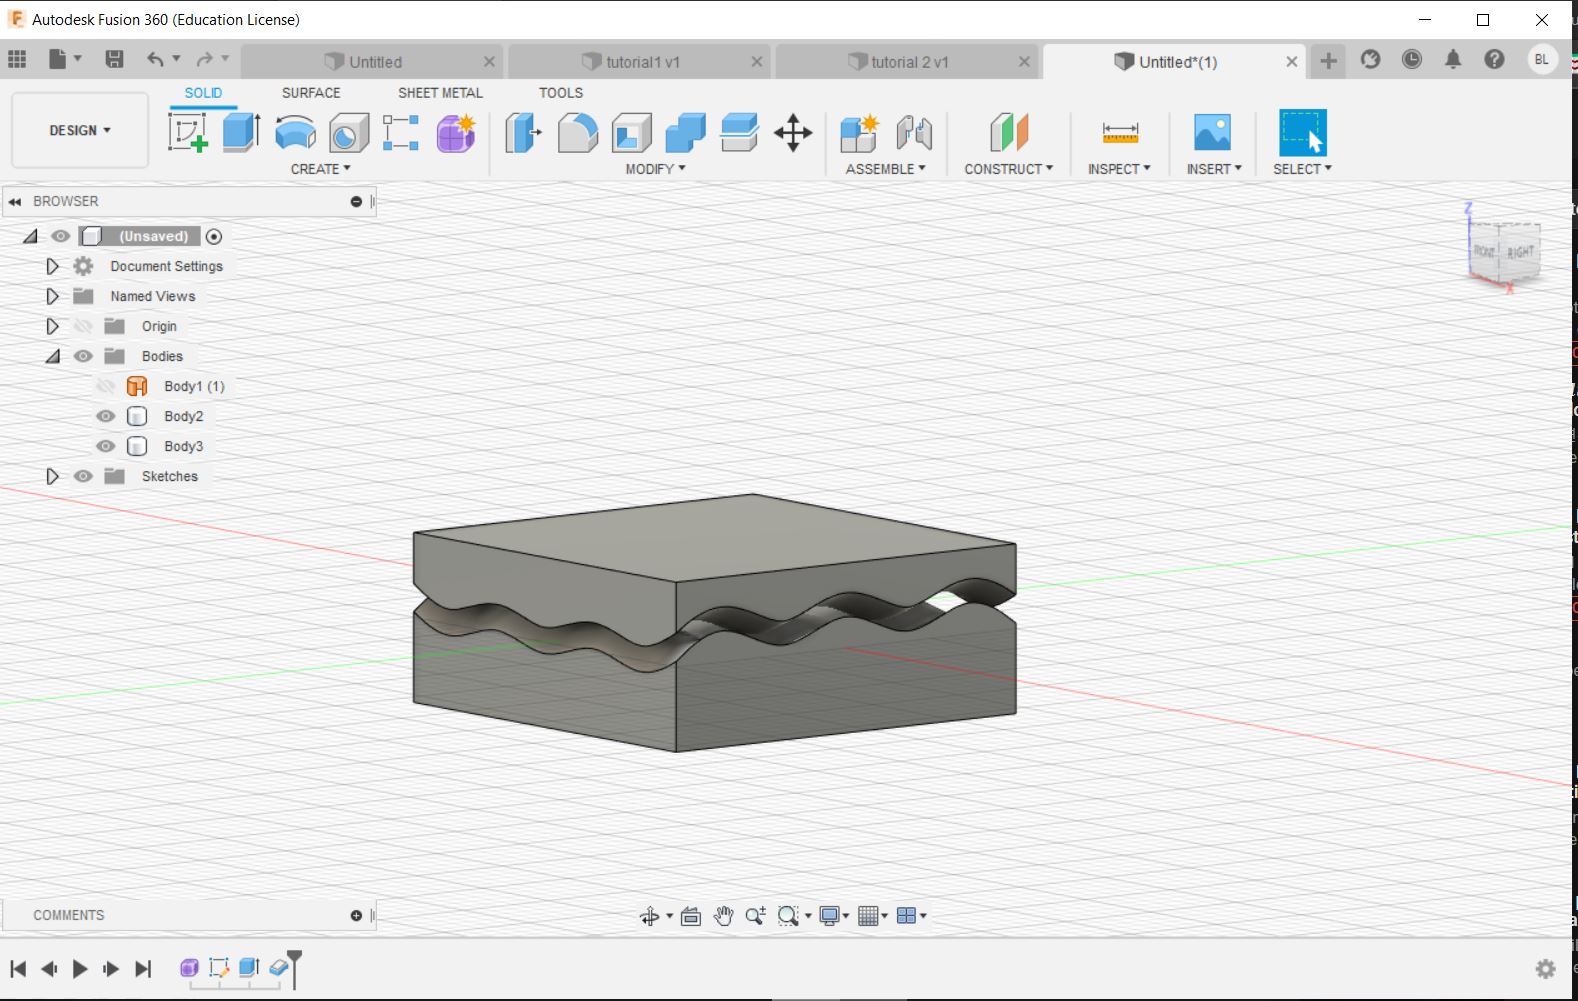 Autodesk Fusion 360 (Education License)
Untitled
tutorial1 v1
tutorial 2 v1
Untitled*(1)
BL
SOLID
SURFACE
SHEET METAL
TOOLS
DESIGN
CREATE
MODIFY
ASSEMBLE
CONSTRUCT
INSPECT
INSERT
SELECT
BROWSER
(Unsaved)
Document Settings
Named Views
Origin
Bodies
Body1 (1)
Body2
Body3
Sketches
Z
FRONT
RIGHT
X
COMMENTS